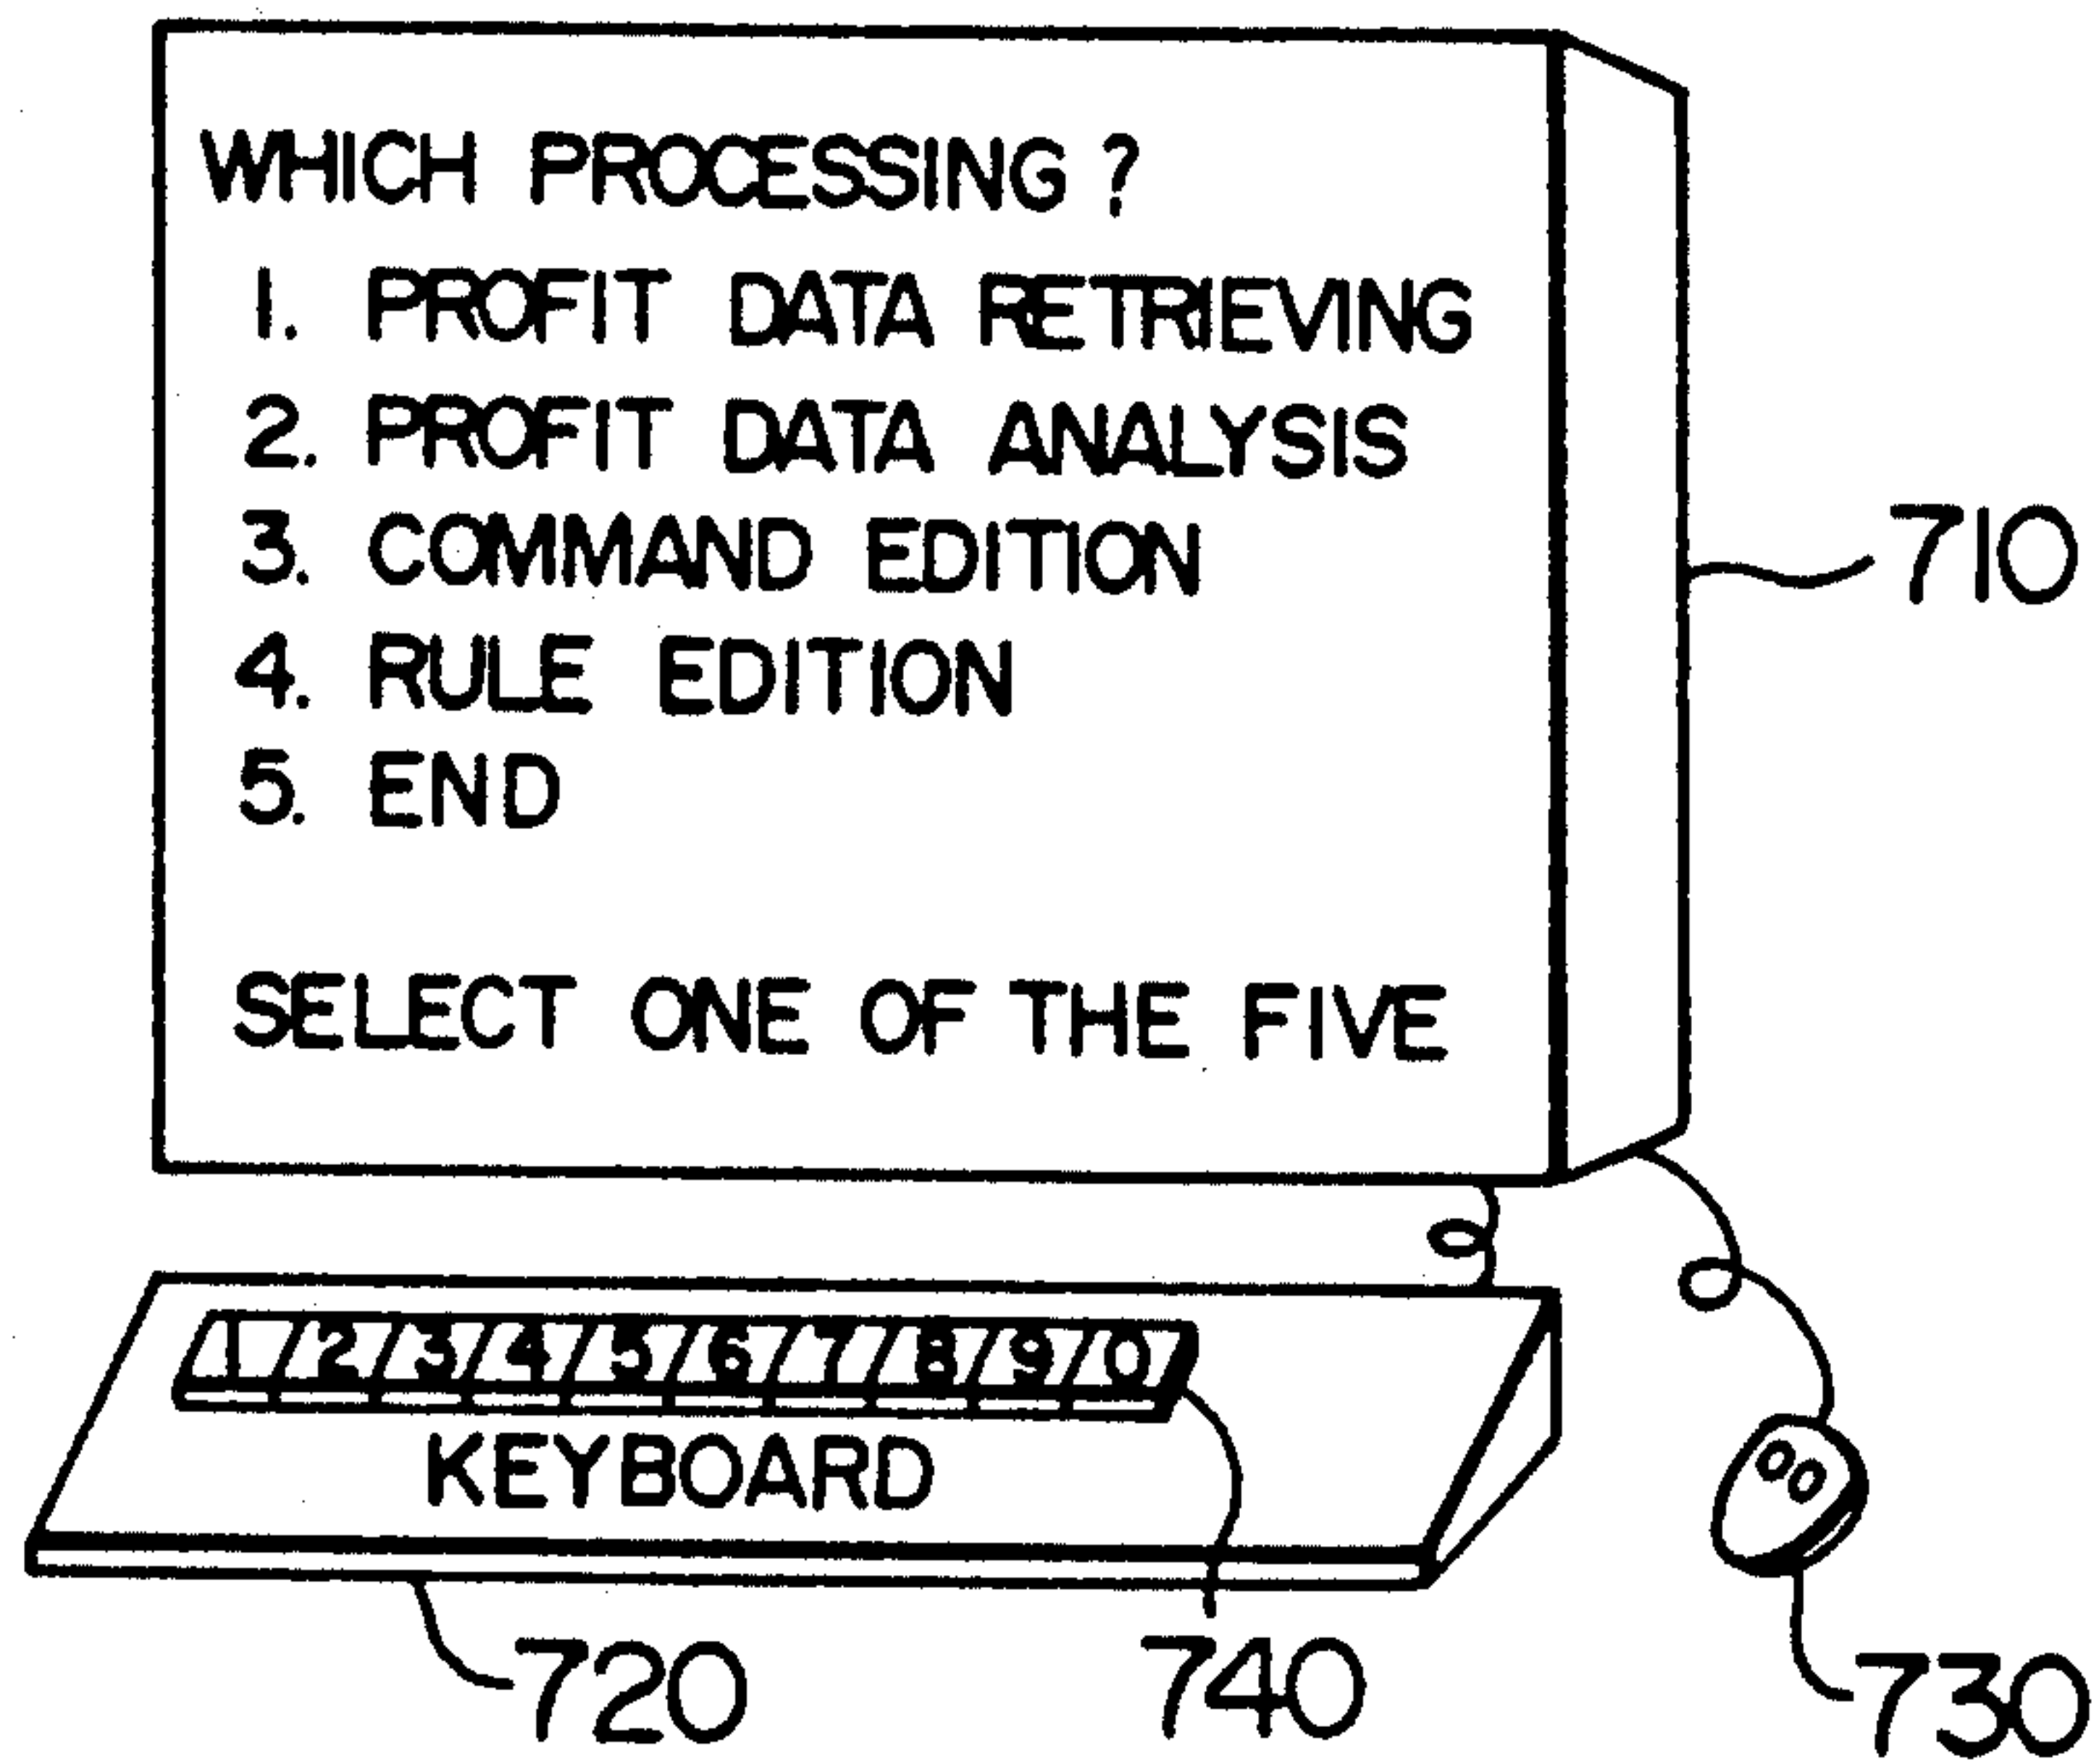 WHICH PROCESSING?
1. PROFIT DATA RETRIEVING
2. PROFIT DATA ANALYSIS
3. COMMAND EDITION
4. RULE EDITION
5. END
SELECT ONE OF THE FIVE
710
1 2 3 4 5 6 7 8 9 0
KEYBOARD
720 740 730